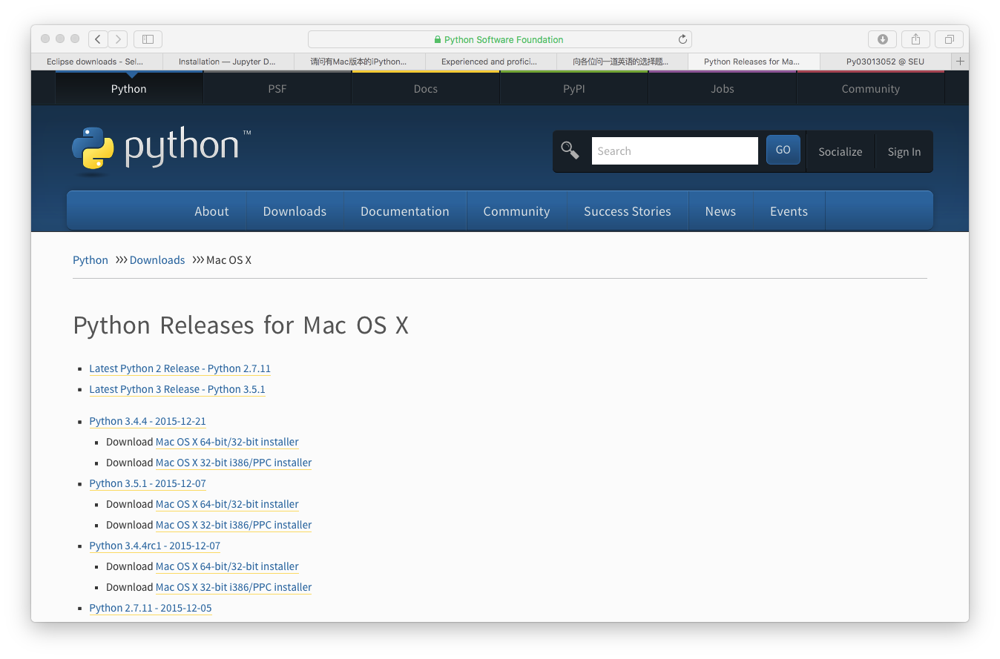 Python Software Foundation
Eclipse downloads - Sel...
Installation — Jupyter D...
请问有Mac版本的iPython...
Experienced and profici...
向各位问一道英语的选择题...
Python Releases for Ma...
Py03013052 @ SEU
Python
PSF
Docs
PyPI
Jobs
Community
python™
Search
GO
Socialize
Sign In
About
Downloads
Documentation
Community
Success Stories
News
Events
Python >>> Downloads >>> Mac OS X
Python Releases for Mac OS X
Latest Python 2 Release - Python 2.7.11
Latest Python 3 Release - Python 3.5.1
Python 3.4.4 - 2015-12-21
Download Mac OS X 64-bit/32-bit installer
Download Mac OS X 32-bit i386/PPC installer
Python 3.5.1 - 2015-12-07
Download Mac OS X 64-bit/32-bit installer
Download Mac OS X 32-bit i386/PPC installer
Python 3.4.4rc1 - 2015-12-07
Download Mac OS X 64-bit/32-bit installer
Download Mac OS X 32-bit i386/PPC installer
Python 2.7.11 - 2015-12-05